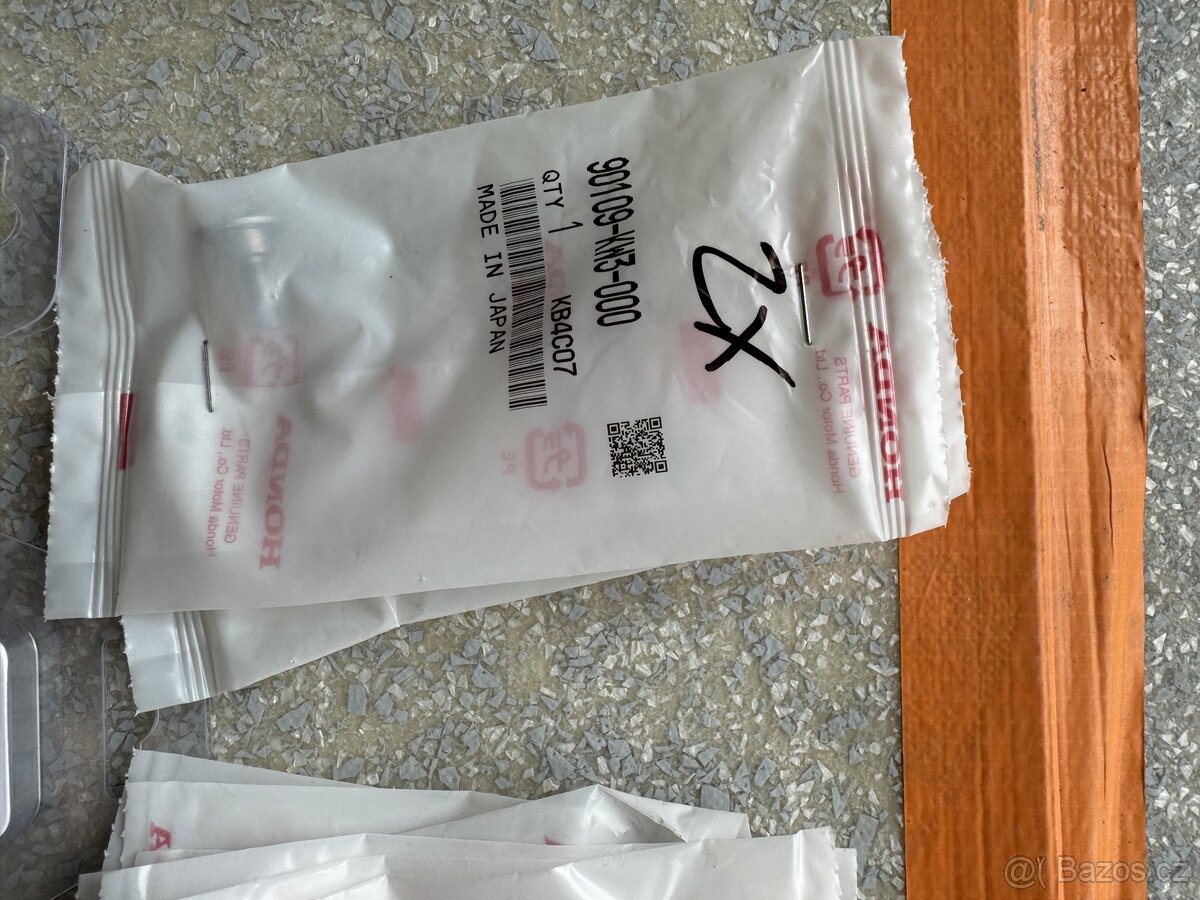 90109-KW3-000
QTY 1 KB4C07
MADE IN JAPAN
2x
HONDA
GENUINE PARTS
Honda Motor Co., Ltd
PE
HONDA
GENUINE PARTS
Honda Motor Co., Ltd
PE
@( Bazos.cz